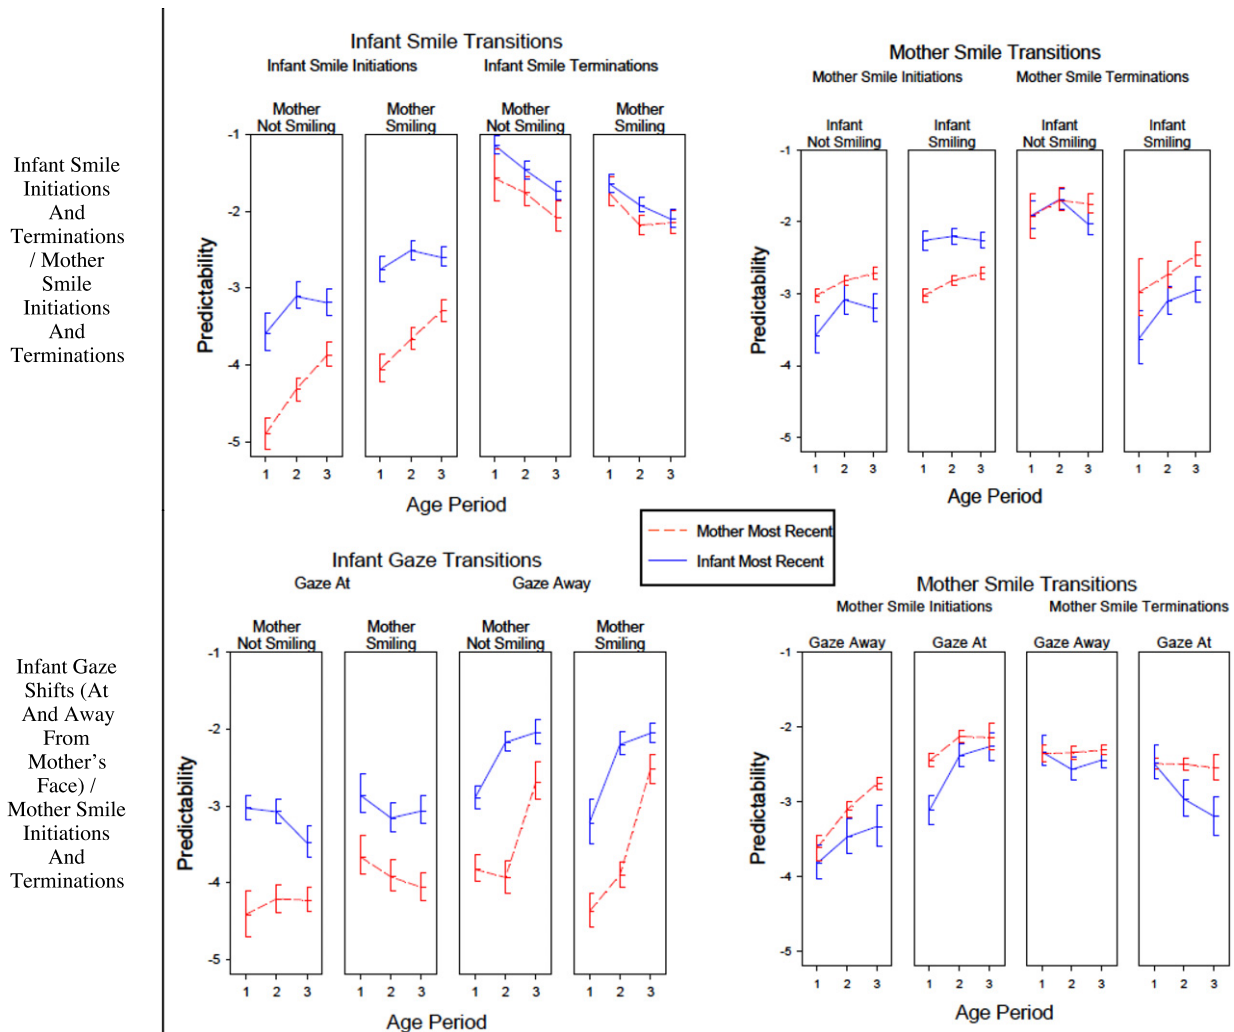 Infant Smile
Initiations
And
Terminations
/ Mother
Smile
Initiations
And
Terminations
Infant Smile Transitions
Infant Smile Initiations
Infant Smile Terminations
Mother
Not Smiling
Mother
Smiling
Mother
Not Smiling
Mother
Smiling
Predictability
-1
-2
-3
-4
-5
1 2 3
1 2 3
1 2 3
1 2 3
Age Period
Mother Smile Transitions
Mother Smile Initiations
Mother Smile Terminations
Infant
Not Smiling
Infant
Smiling
Infant
Not Smiling
Infant
Smiling
Predictability
-1
-2
-3
-4
-5
1 2 3
1 2 3
1 2 3
1 2 3
Age Period
Mother Most Recent
Infant Most Recent
Infant Gaze
Shifts (At
And Away
From
Mother's
Face) /
Mother Smile
Initiations
And
Terminations
Infant Gaze Transitions
Gaze At
Gaze Away
Mother
Not Smiling
Mother
Smiling
Mother
Not Smiling
Mother
Smiling
Predictability
-1
-2
-3
-4
-5
1 2 3
1 2 3
1 2 3
1 2 3
Age Period
Mother Smile Transitions
Mother Smile Initiations
Mother Smile Terminations
Gaze Away
Gaze At
Gaze Away
Gaze At
Predictability
-1
-2
-3
-4
-5
1 2 3
1 2 3
1 2 3
1 2 3
Age Period